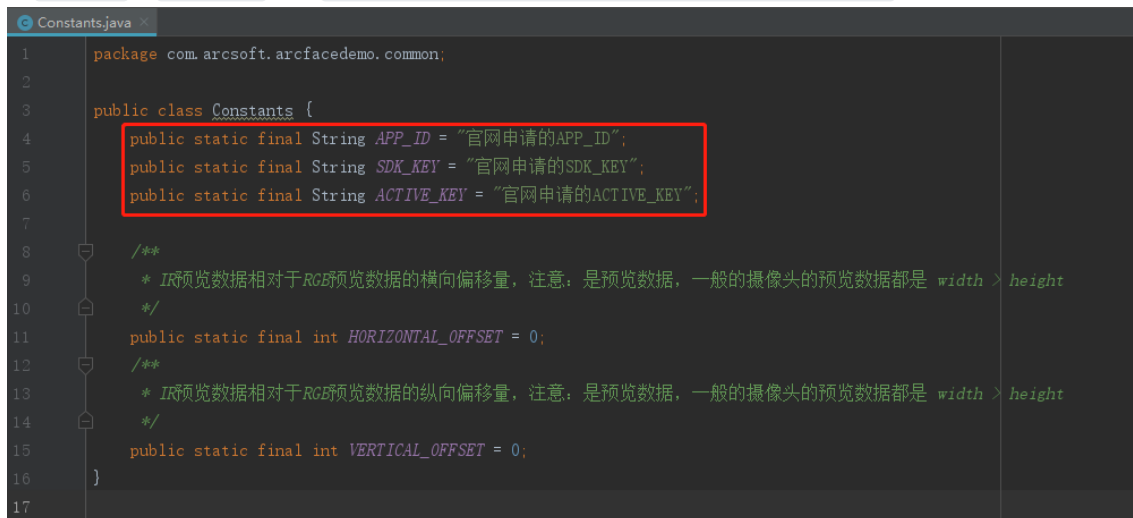 Constants.java
1 package com.arcsoft.arcfacedemo.common;
2
3 public class Constants {
4 public static final String APP_ID = "官网申请的APP_ID";
5 public static final String SDK_KEY = "官网申请的SDK_KEY";
6 public static final String ACTIVE_KEY = "官网申请的ACTIVE_KEY";
7
8 /**
9 * IR预览数据相对于RGB预览数据的横向偏移量，注意：是预览数据，一般的摄像头的预览数据都是 width > height
10 */
11 public static final int HORIZONTAL_OFFSET = 0;
12 /**
13 * IR预览数据相对于RGB预览数据的纵向偏移量，注意：是预览数据，一般的摄像头的预览数据都是 width > height
14 */
15 public static final int VERTICAL_OFFSET = 0;
16 }
17